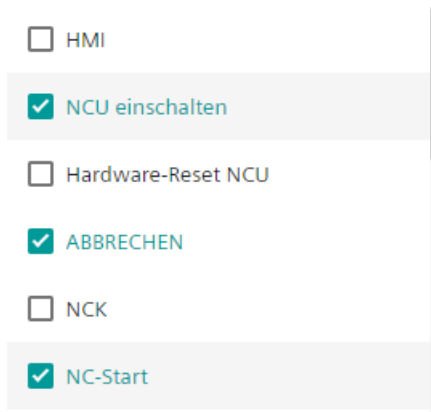 HMI
NCU einschalten
Hardware-Reset NCU
ABBRECHEN
NCK
NC-Start